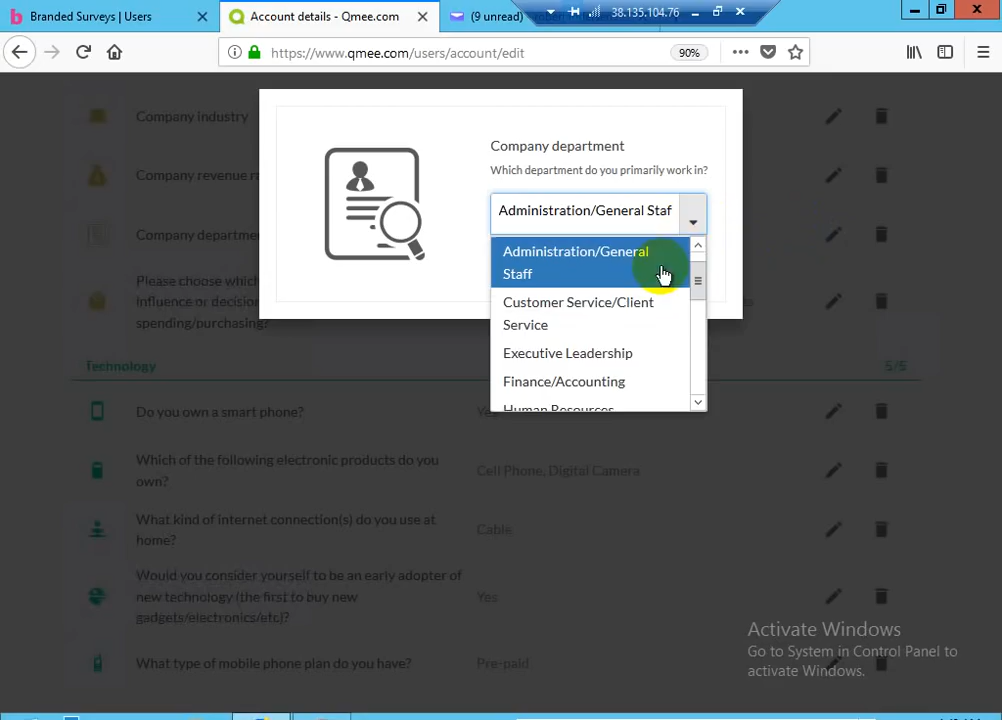 Branded Surveys | Users
Account details - Qmee.com
(9 unread)
38.135.104.76
https://www.qmee.com/users/account/edit
90%
Company industry
Company revenue
Company department
Please choose which
influence or decision
spending/purchasing?
Company department
Which department do you primarily work in?
Administration/General Staf
Administration/General
Staff
Customer Service/Client
Service
Executive Leadership
Finance/Accounting
Human Resources
Technology
5/5
Do you own a smart phone?
Yes
Which of the following electronic products do you
own?
Cell Phone, Digital Camera
What kind of internet connection(s) do you use at
home?
Cable
Would you consider yourself to be an early adopter of
new technology (the first to buy new
gadgets/electronics/etc)?
Yes
What type of mobile phone plan do you have?
Pre-paid
Activate Windows
Go to System in Control Panel to
activate Windows.